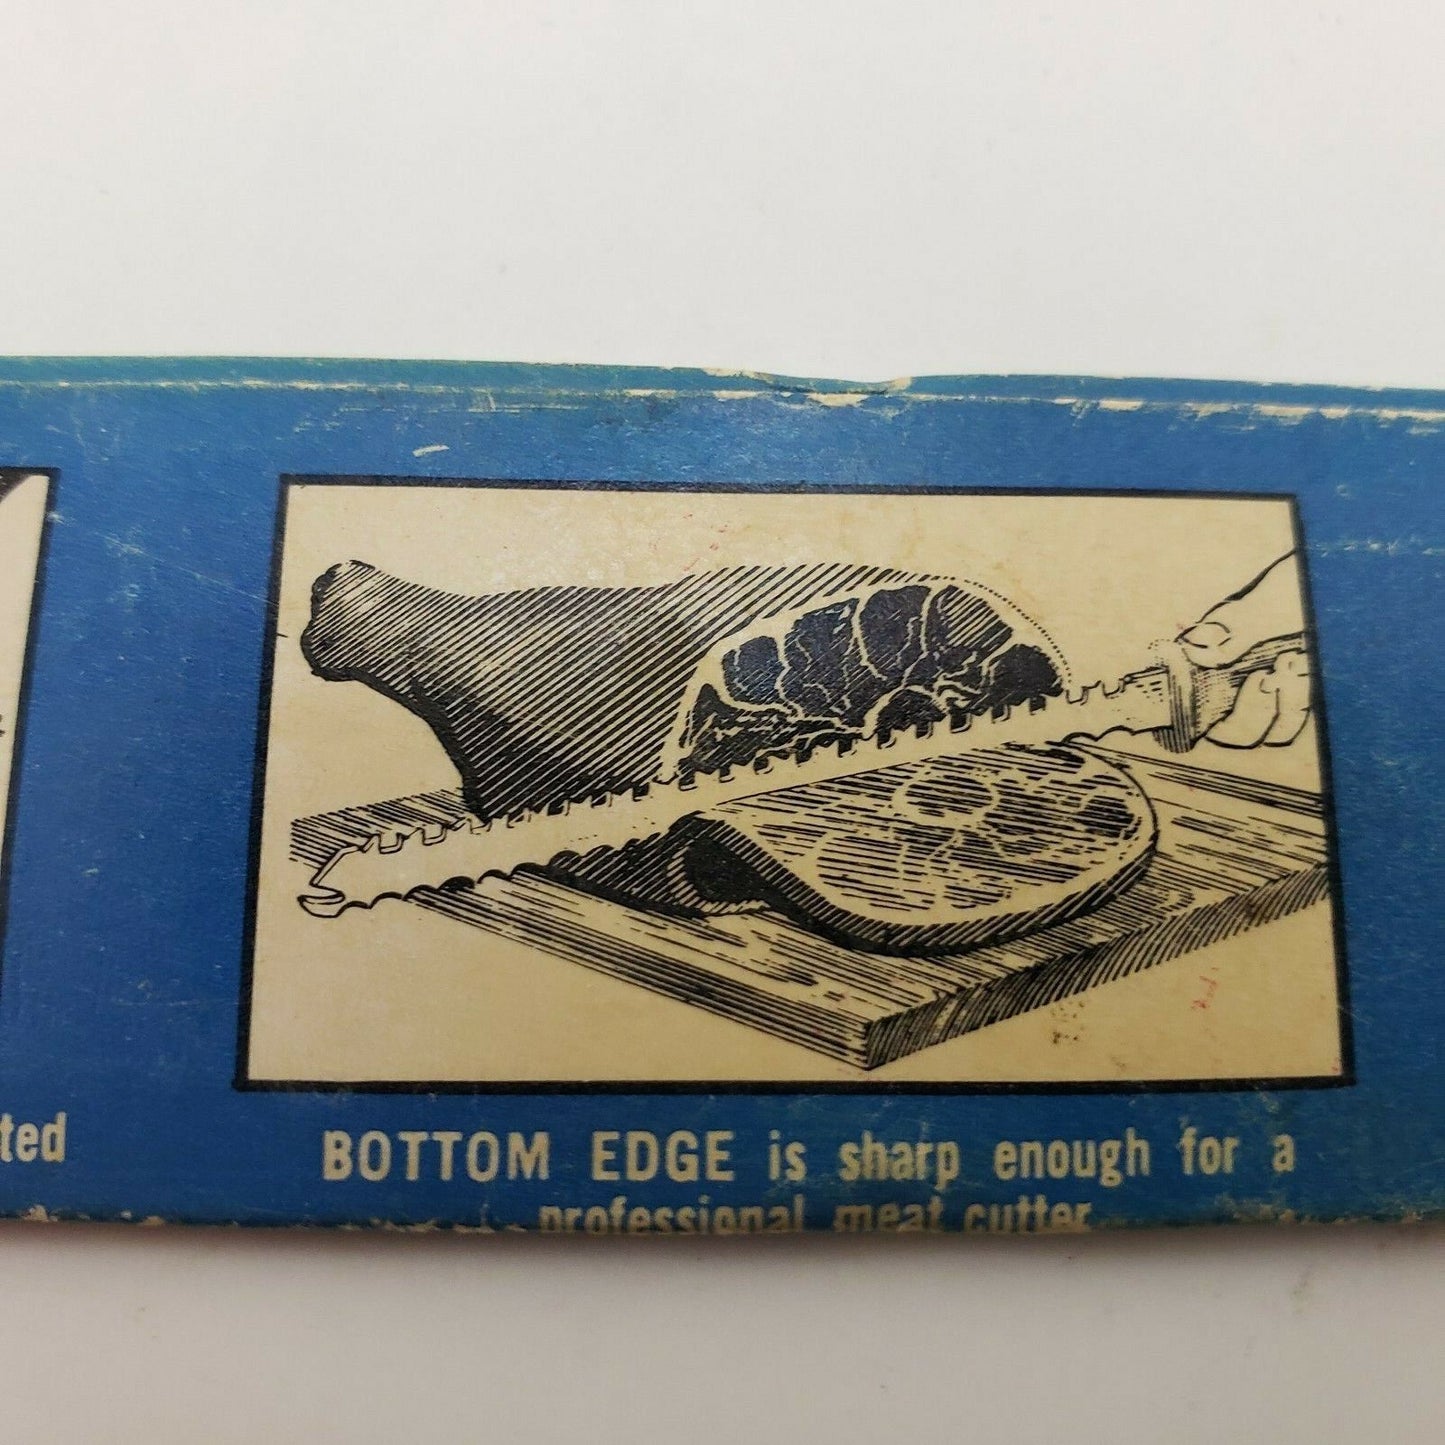 ted
BOTTOM EDGE is sharp enough for a
professional meat cutter